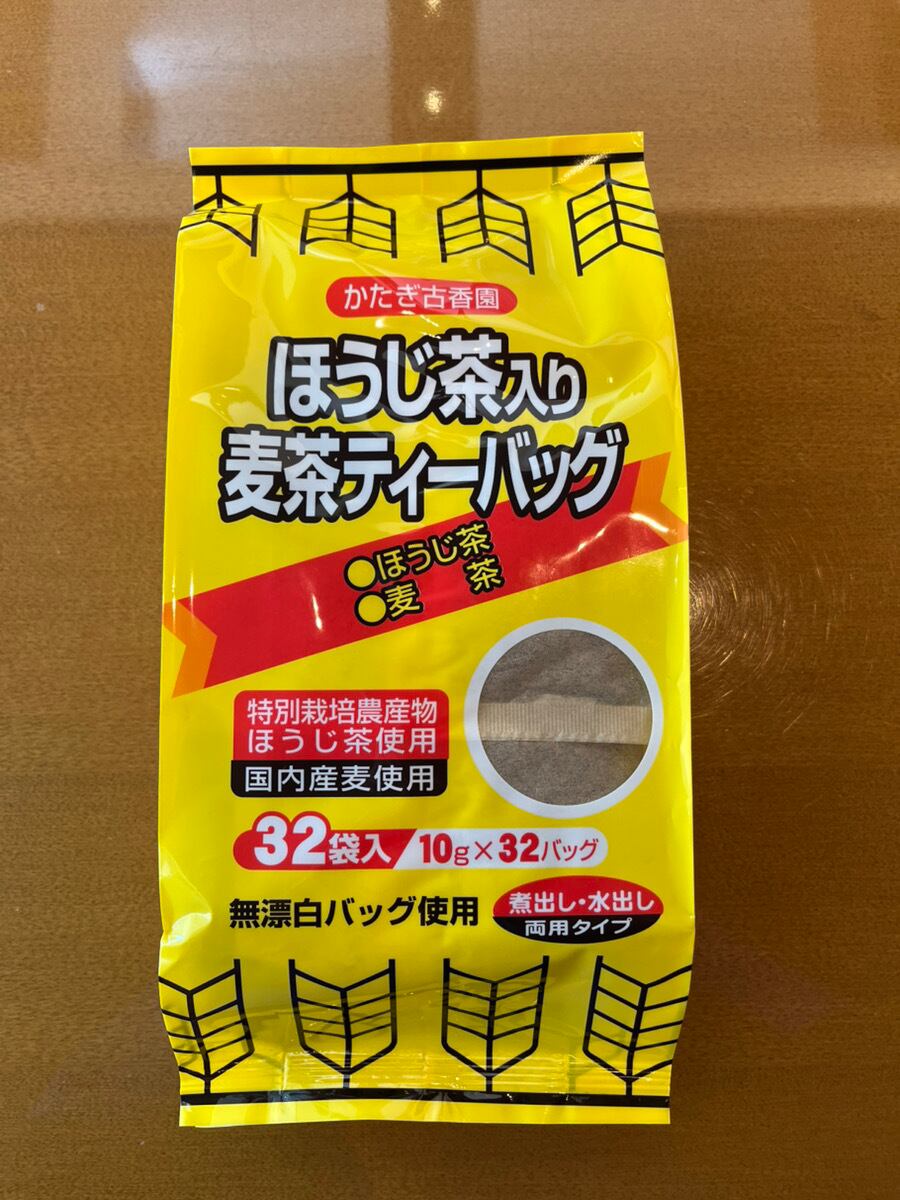 かたぎ古香園
ほうじ茶入り
麦茶ティーバッグ
●ほうじ茶
●麦　茶
特別栽培農産物
ほうじ茶使用
国内産麦使用
32袋入/10g×32バッグ
無漂白バッグ使用
煮出し・水出し
両用タイプ